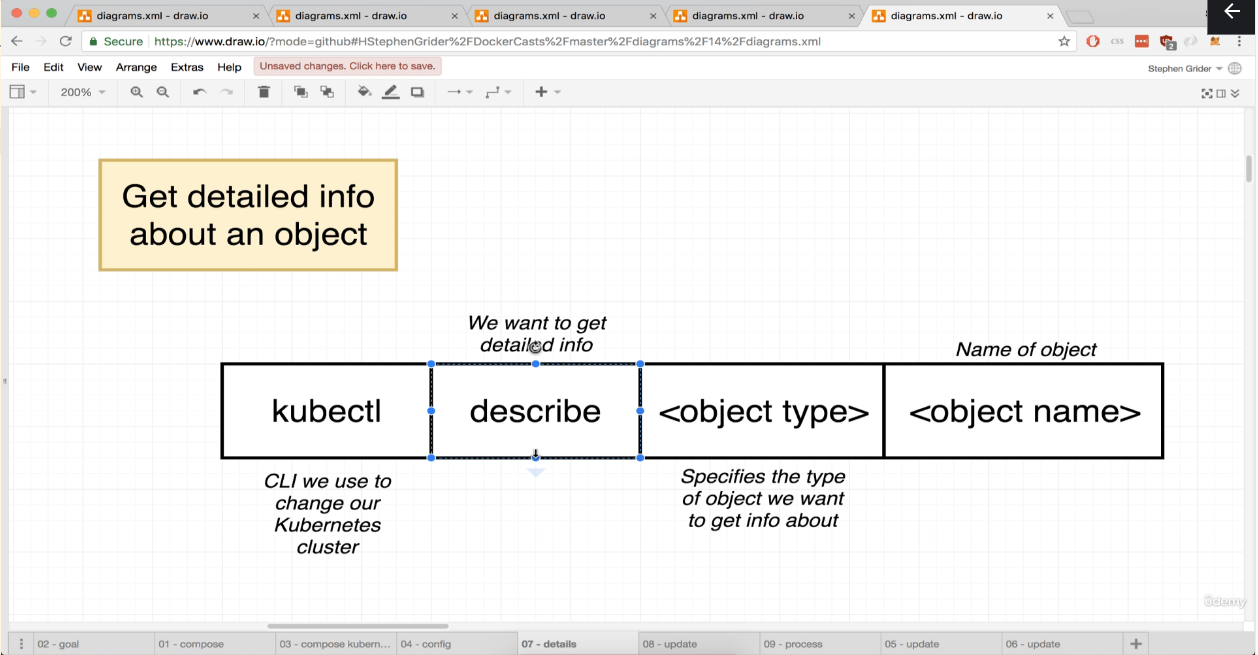 diagrams.xml - draw.io
diagrams.xml - draw.io
diagrams.xml - draw.io
diagrams.xml - draw.io
diagrams.xml - draw.io
Secure
https://www.draw.io/?mode=github#HStephenGrider%2FDockerCasts%2Fmaster%2Fdiagrams%2F14%2Fdiagrams.xml
CSS
2
File Edit View Arrange Extras Help
Unsaved changes. Click here to save.
Stephen Grider
200%
Get detailed info
about an object
We want to get
detailed info
Name of object
kubectl
describe
<object type>
<object name>
CLI we use to
change our
Kubernetes
cluster
Specifies the type
of object we want
to get info about
ûdemy
02 - goal
01 - compose
03 - compose kubern...
04 - config
07 - details
08 - update
09 - process
05 - update
06 - update